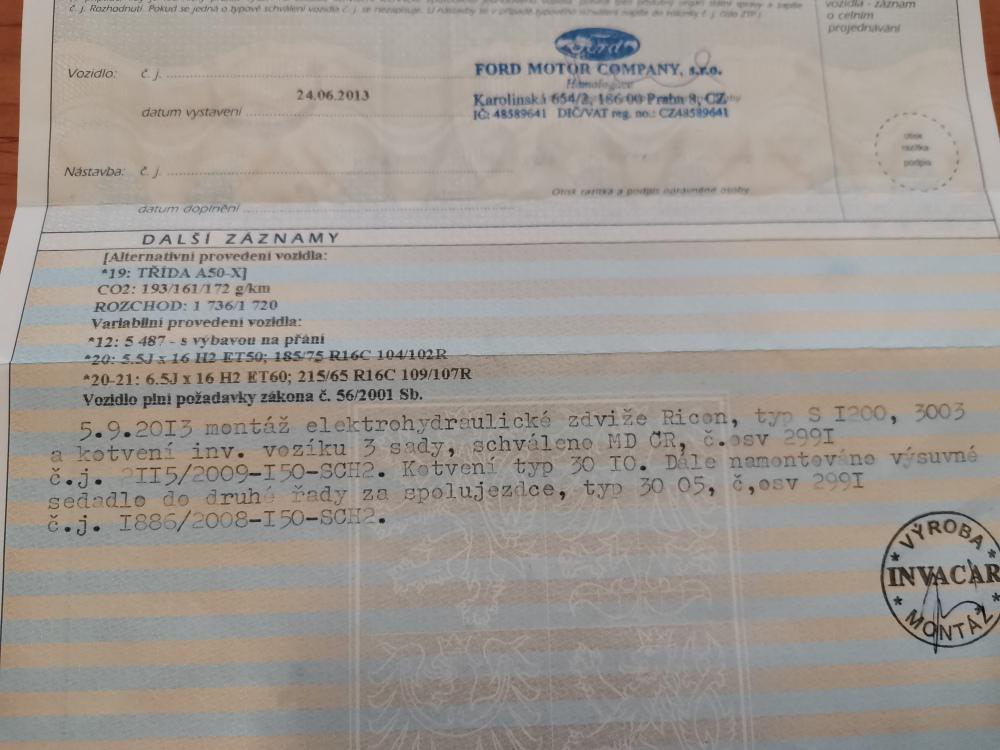 č. j. Rozhodnutí. Pokud se jedná o typové schválení vozidla č. j. se nezapisuje. U nástavby se v případě typového schválení zapíše do kolonky č. j. číslo ZTP.)
vozidla - záznam
o celním
projednávání
Vozidlo: č. j.
Ford
FORD MOTOR COMPANY, s.r.o.
Homologace
24.06.2013
datum vystavení
Karolinská 654/2, 186 00 Praha 8, CZ
IČ: 48589641 DIČ/VAT reg. no.: CZ48589641
otisk
razítka
podpis
Nástavba: č. j.
Otisk razítka a podpis oprávněné osoby
datum doplnění
DALŠÍ ZÁZNAMY
[Alternativní provedení vozidla:
*19: TŘÍDA A50-X]
CO2: 193/161/172 g/km
ROZCHOD: 1 736/1 720
Variabilní provedení vozidla:
*12: 5 487 - s výbavou na přání
*20: 5.5J x 16 H2 ET50; 185/75 R16C 104/102R
*20-21: 6.5J x 16 H2 ET60; 215/65 R16C 109/107R
Vozidlo plní požadavky zákona č. 56/2001 Sb.
5.9.20I3 montáž elektrohydraulické zdviže Ricon, typ S I200, 3003
a kotvení inv. vozíku 3 sady, schváleno MD ČR, č.osv 299I
č.j. 2II5/2009-I50-SCH2. Kotvení typ 30 IO. Dále namontováno výsuvné
sedadlo do druhé řady za spolujezdce, typ 30 05, č,osv 299I
č.j. I886/2008-I50-SCH2.
VÝROBA
INVACAR
MONTÁŽ